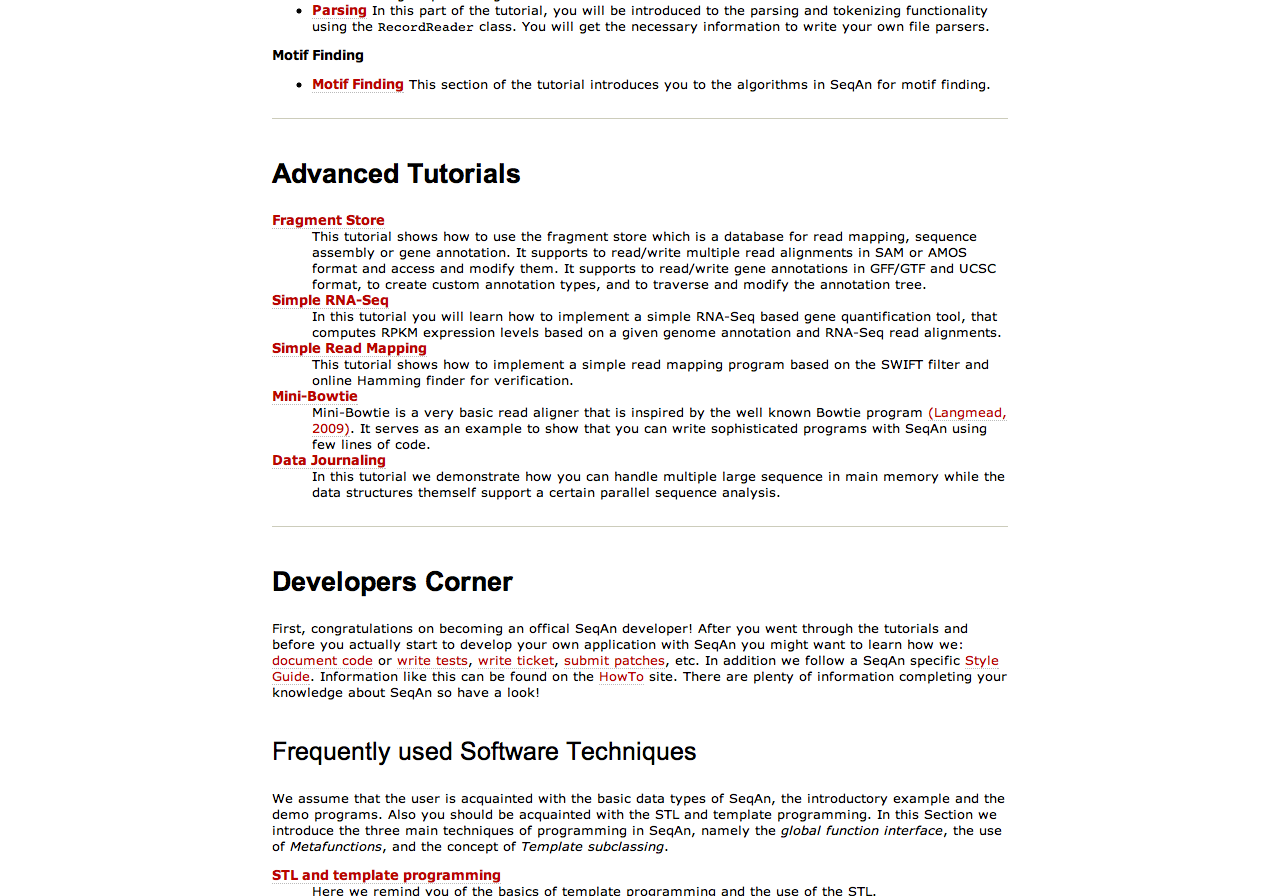 Parsing In this part of the tutorial, you will be introduced to the parsing and tokenizing functionality
using the RecordReader class. You will get the necessary information to write your own file parsers.
Motif Finding
Motif Finding This section of the tutorial introduces you to the algorithms in SeqAn for motif finding.
Advanced Tutorials
Fragment Store
This tutorial shows how to use the fragment store which is a database for read mapping, sequence
assembly or gene annotation. It supports to read/write multiple read alignments in SAM or AMOS
format and access and modify them. It supports to read/write gene annotations in GFF/GTF and UCSC
format, to create custom annotation types, and to traverse and modify the annotation tree.
Simple RNA-Seq
In this tutorial you will learn how to implement a simple RNA-Seq based gene quantification tool, that
computes RPKM expression levels based on a given genome annotation and RNA-Seq read alignments.
Simple Read Mapping
This tutorial shows how to implement a simple read mapping program based on the SWIFT filter and
online Hamming finder for verification.
Mini-Bowtie
Mini-Bowtie is a very basic read aligner that is inspired by the well known Bowtie program (Langmead,
2009). It serves as an example to show that you can write sophisticated programs with SeqAn using
few lines of code.
Data Journaling
In this tutorial we demonstrate how you can handle multiple large sequence in main memory while the
data structures themself support a certain parallel sequence analysis.
Developers Corner
First, congratulations on becoming an offical SeqAn developer! After you went through the tutorials and
before you actually start to develop your own application with SeqAn you might want to learn how we:
document code or write tests, write ticket, submit patches, etc. In addition we follow a SeqAn specific Style
Guide. Information like this can be found on the HowTo site. There are plenty of information completing your
knowledge about SeqAn so have a look!
Frequently used Software Techniques
We assume that the user is acquainted with the basic data types of SeqAn, the introductory example and the
demo programs. Also you should be acquainted with the STL and template programming. In this Section we
introduce the three main techniques of programming in SeqAn, namely the global function interface, the use
of Metafunctions, and the concept of Template subclassing.
STL and template programming
Here we remind you of the basics of template programming and the use of the STL.